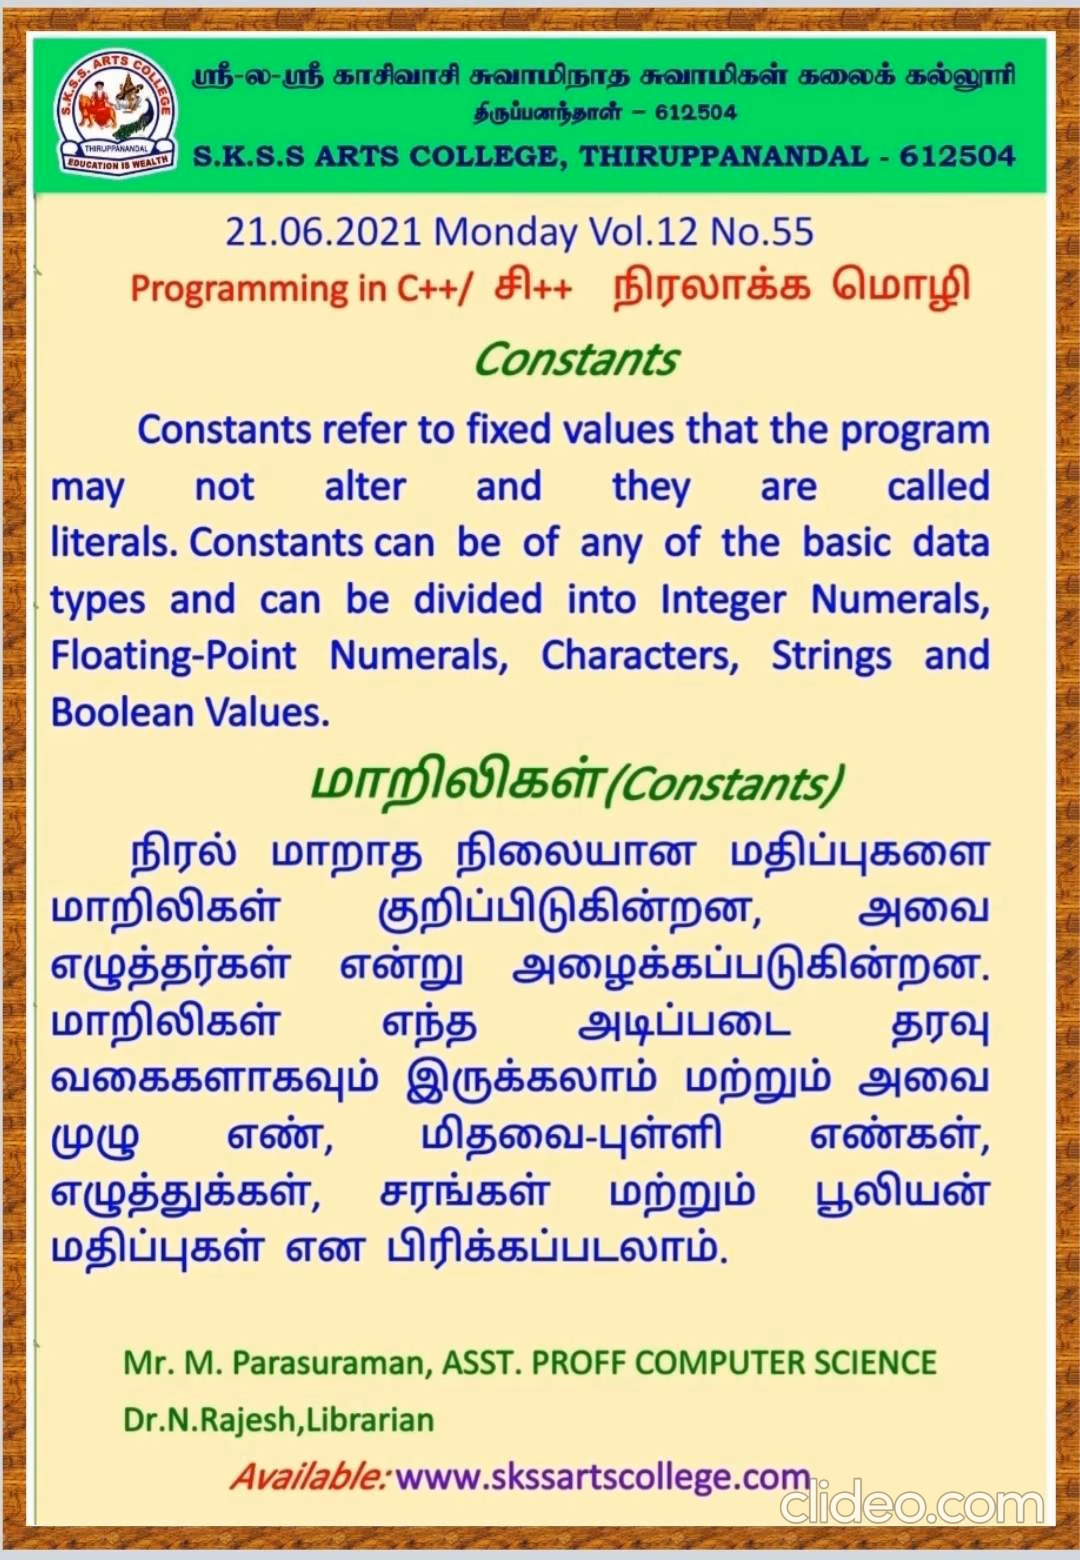 S.K.S.S. ARTS COLLEGE
THIRUPPANANDAL
EDUCATION IS WEALTH
ஸ்ரீ-ல-ஸ்ரீ காசிவாசி சுவாமிநாத சுவாமிகள் கலைக் கல்லூரி
திருப்பனந்தாள் – 612504
S.K.S.S ARTS COLLEGE, THIRUPPANANDAL - 612504
21.06.2021 Monday Vol.12 No.55
Programming in C++/ சி++ நிரலாக்க மொழி
Constants
Constants refer to fixed values that the program
may not alter and they are called
literals. Constants can be of any of the basic data
types and can be divided into Integer Numerals,
Floating-Point Numerals, Characters, Strings and
Boolean Values.
மாறிலிகள்(Constants)
நிரல் மாறாத நிலையான மதிப்புகளை
மாறிலிகள் குறிப்பிடுகின்றன, அவை
எழுத்தர்கள் என்று அழைக்கப்படுகின்றன.
மாறிலிகள் எந்த அடிப்படை தரவு
வகைகளாகவும் இருக்கலாம் மற்றும் அவை
முழு எண், மிதவை-புள்ளி எண்கள்,
எழுத்துக்கள், சரங்கள் மற்றும் பூலியன்
மதிப்புகள் என பிரிக்கப்படலாம்.
Mr. M. Parasuraman, ASST. PROFF COMPUTER SCIENCE
Dr.N.Rajesh,Librarian
Available: www.skssartscollege.com
clideo.com